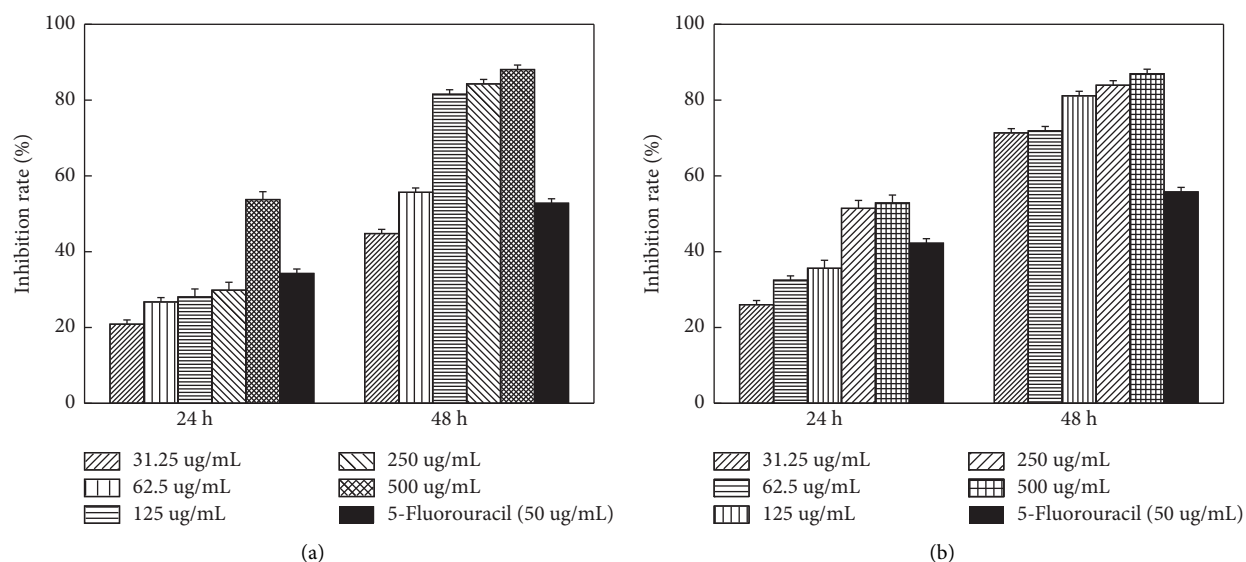 100
80
60
40
20
0
Inhibition rate (%)
24 h
48 h
31.25 ug/mL
62.5 ug/mL
125 ug/mL
250 ug/mL
500 ug/mL
5-Fluorouracil (50 ug/mL)
(a)
100
80
60
40
20
0
Inhibition rate (%)
24 h
48 h
31.25 ug/mL
62.5 ug/mL
125 ug/mL
250 ug/mL
500 ug/mL
5-Fluorouracil (50 ug/mL)
(b)